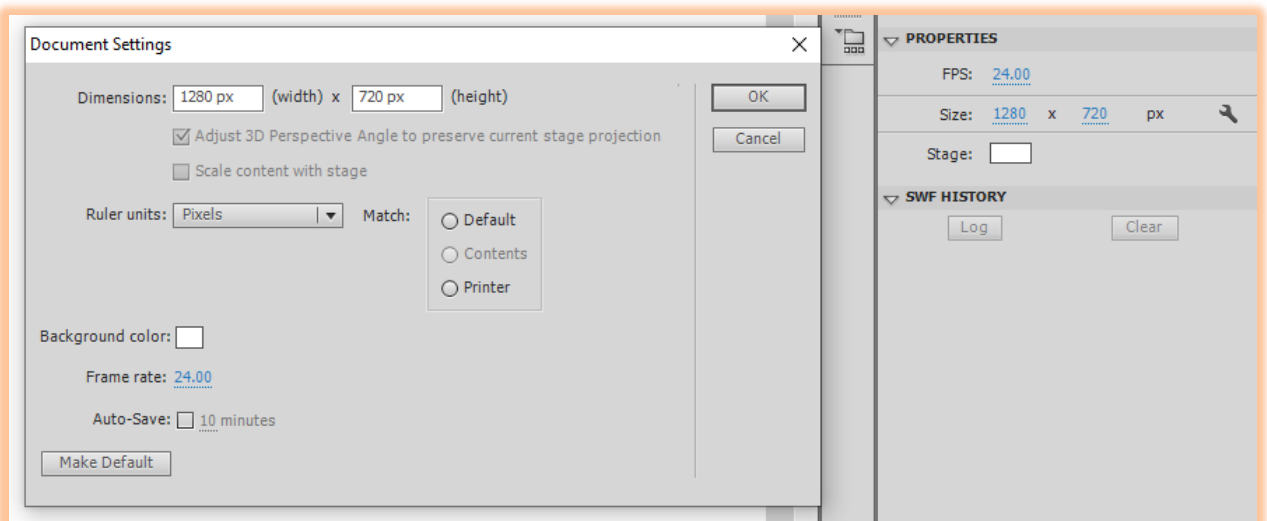 Document Settings
Dimensions: 1280 px (width) x 720 px (height)
Adjust 3D Perspective Angle to preserve current stage projection
Scale content with stage
Ruler units: Pixels Match:
Default
Contents
Printer
Background color:
Frame rate: 24.00
Auto-Save: 10 minutes
Make Default
OK
Cancel
PROPERTIES
FPS: 24.00
Size: 1280 x 720 px
Stage:
SWF HISTORY
Log Clear